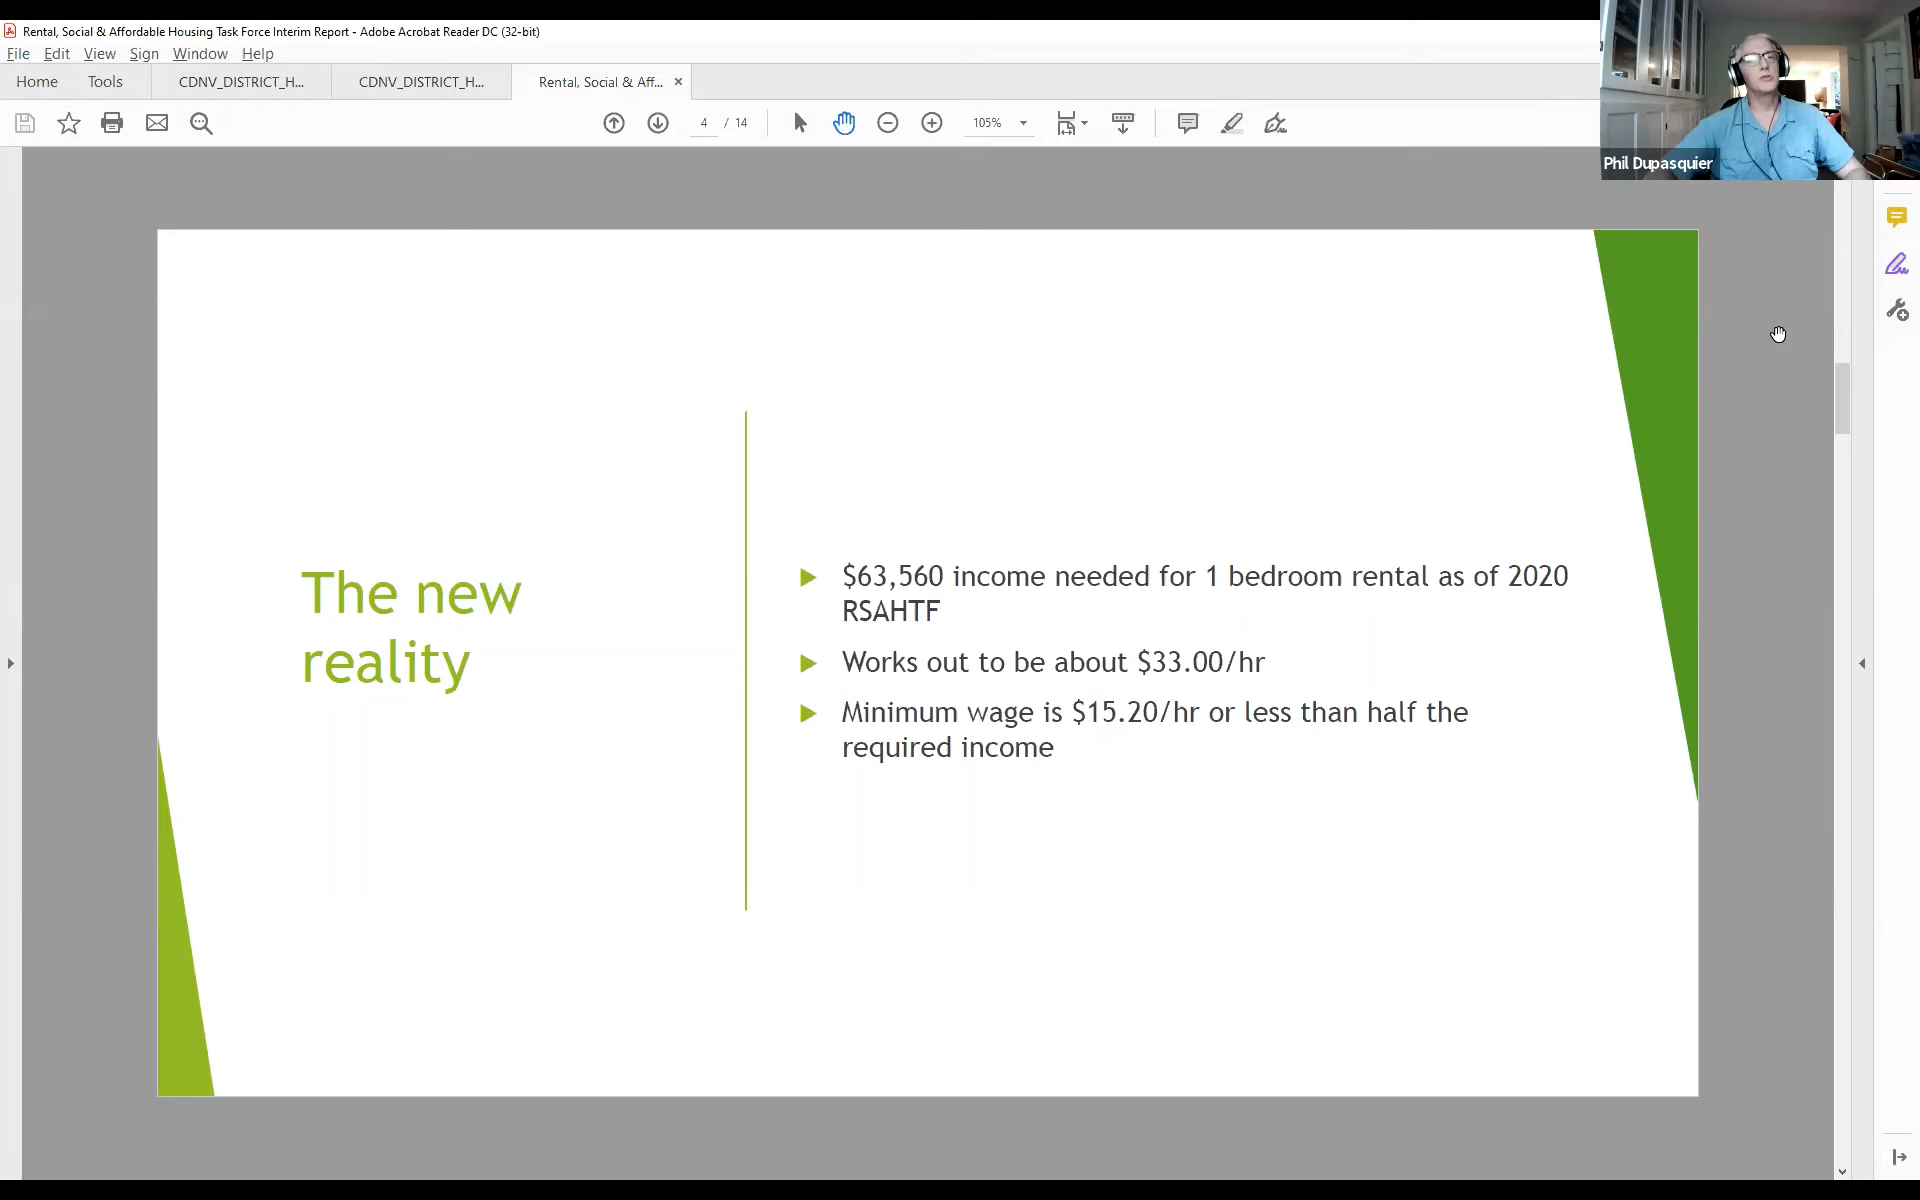 Rental, Social & Affordable Housing Task Force Interim Report - Adobe Acrobat Reader DC (32-bit)
File Edit View Sign Window Help
Home Tools CDNV_DISTRICT_H... CDNV_DISTRICT_H... Rental, Social & Aff... ×
4 / 14 105%
Phil Dupasquier
The new
reality
$63,560 income needed for 1 bedroom rental as of 2020
RSAHTF
Works out to be about $33.00/hr
Minimum wage is $15.20/hr or less than half the
required income